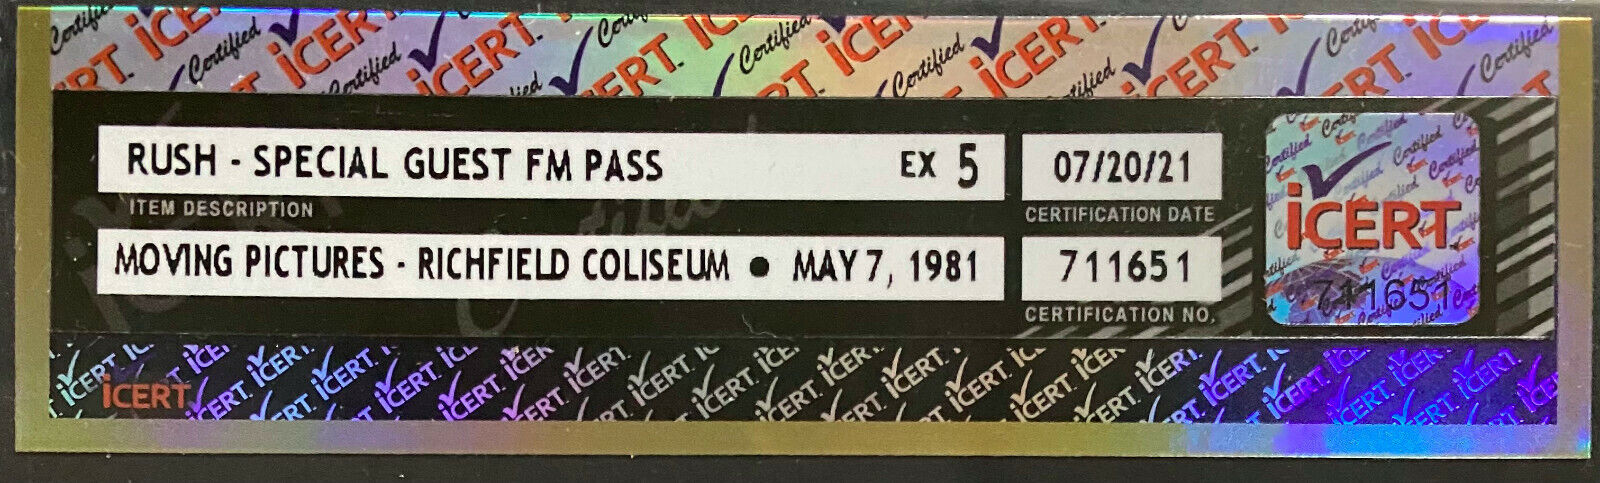 RUSH - SPECIAL GUEST FM PASS EX 5
07/20/21
ITEM DESCRIPTION
CERTIFICATION DATE
MOVING PICTURES - RICHFIELD COLISEUM • MAY 7, 1981
711651
CERTIFICATION NO.
iCERT
711651
iCERT